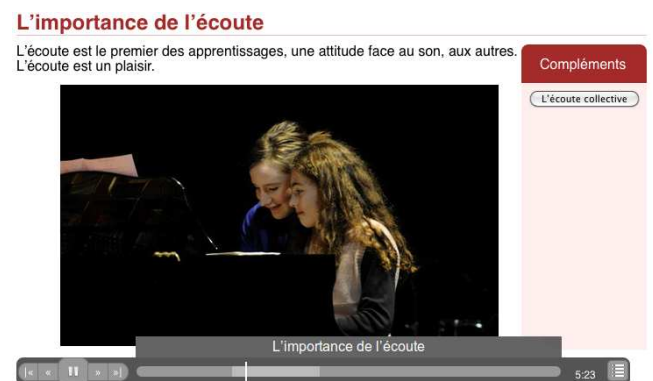 L'importance de l'écoute
L'écoute est le premier des apprentissages, une attitude face au son, aux autres.
L'écoute est un plaisir.
Compléments
L'écoute collective
L'importance de l'écoute
5:23